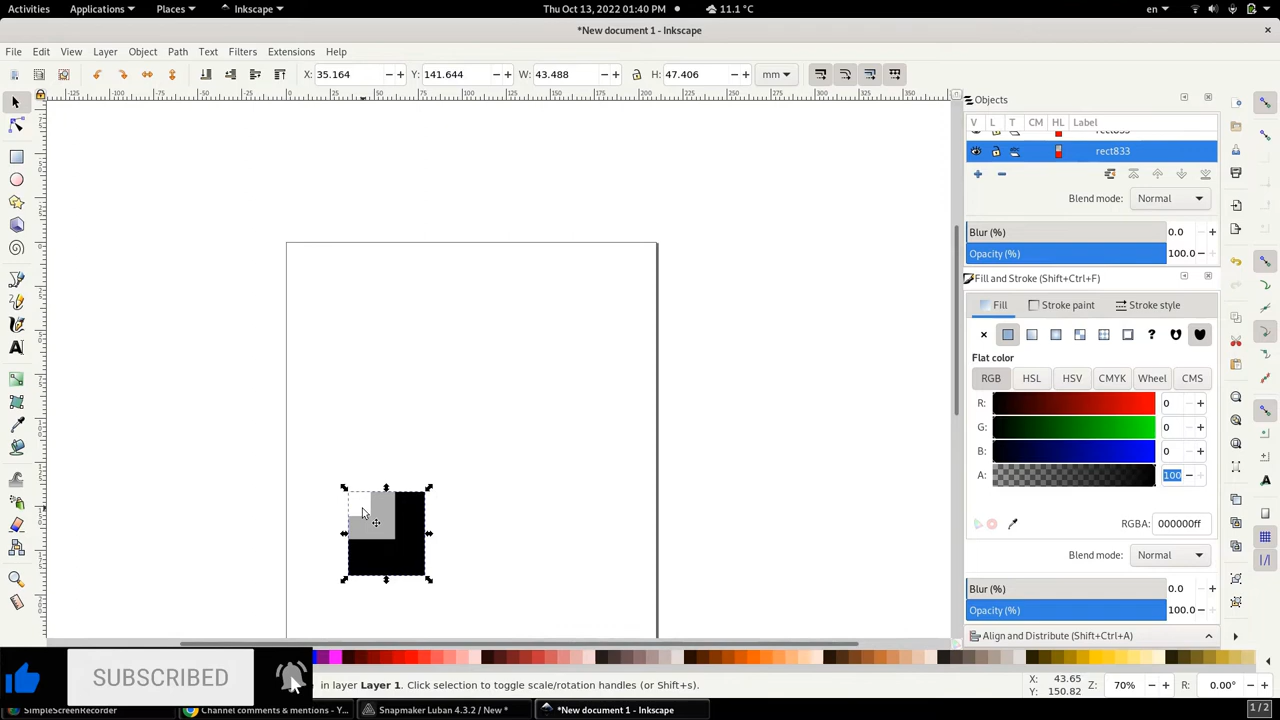 Activities Applications Places Inkscape Thu Oct 13, 2022 01:40 PM 11.1 °C en
*New document 1 - Inkscape
File Edit View Layer Object Path Text Filters Extensions Help
X: 35.164 Y: 141.644 W: 43.488 H: 47.406 mm
Objects
V L T CM HL Label
rect833
Blend mode: Normal
Blur (%) 0.0
Opacity (%) 100.0
Fill and Stroke (Shift+Ctrl+F)
Fill Stroke paint Stroke style
Flat color
RGB HSL HSV CMYK Wheel CMS
R: 0
G: 0
B: 0
A: 100
RGBA: 000000ff
Blend mode: Normal
Blur (%) 0.0
Opacity (%) 100.0
Align and Distribute (Shift+Ctrl+A)
SUBSCRIBED
in layer Layer 1. Click selection to toggle scale/rotation handles (or Shift+s).
X: 43.65
Y: 150.82
Z: 70% R: 0.00°
SimpleScreenRecorder Channel comments & mentions - Y... Snapmaker Luban 4.3.2 / New * *New document 1 - Inkscape 1 / 2